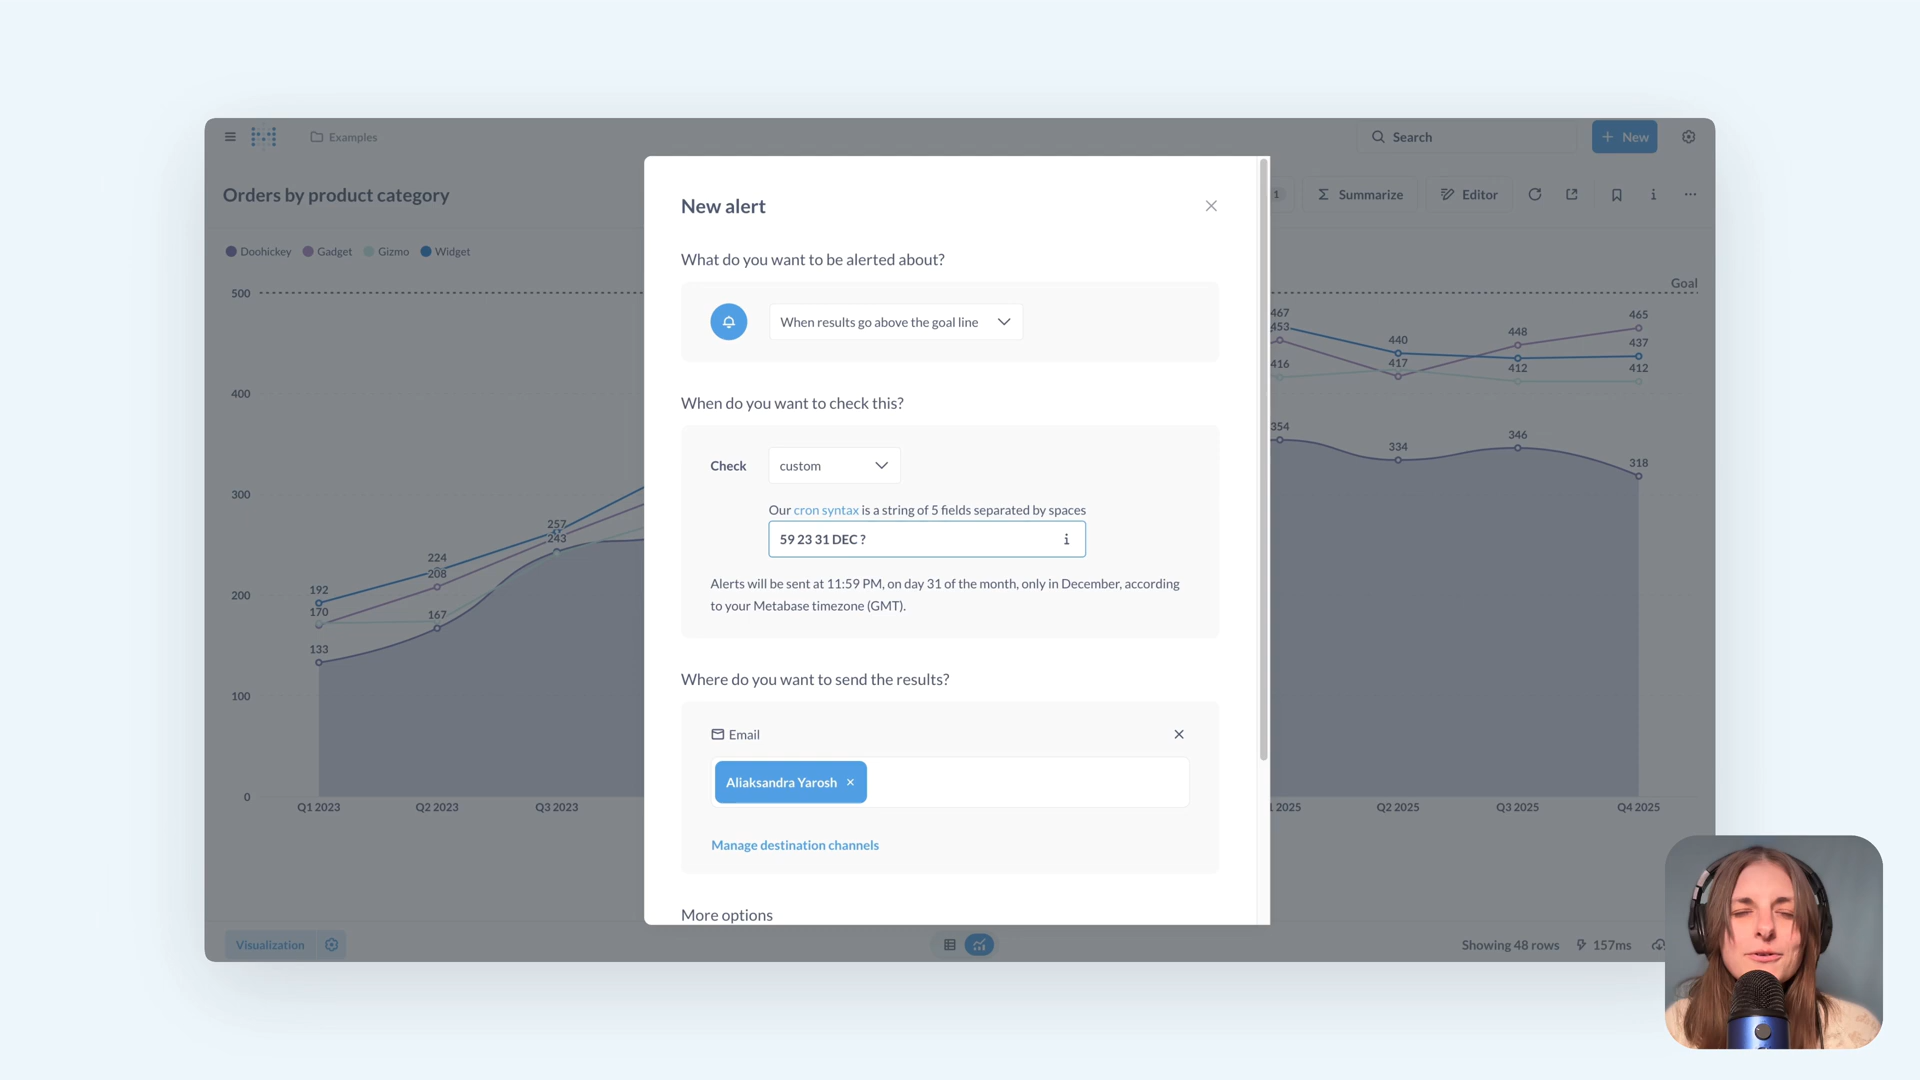 Examples
Search
+ New
Orders by product category
1
Σ Summarize
Editor
Doohickey
Gadget
Gizmo
Widget
New alert
What do you want to be alerted about?
When results go above the goal line
When do you want to check this?
Check
custom
Our cron syntax is a string of 5 fields separated by spaces
59 23 31 DEC ?
Alerts will be sent at 11:59 PM, on day 31 of the month, only in December, according
to your Metabase timezone (GMT).
Where do you want to send the results?
Email
Aliaksandra Yarosh
Manage destination channels
More options
500
400
300
200
100
0
192
170
133
224
208
167
257
243
Q1 2023
Q2 2023
Q3 2023
Goal
467
453
416
354
440
417
334
448
412
346
465
437
412
318
1 2025
Q2 2025
Q3 2025
Q4 2025
Visualization
Showing 48 rows
157ms